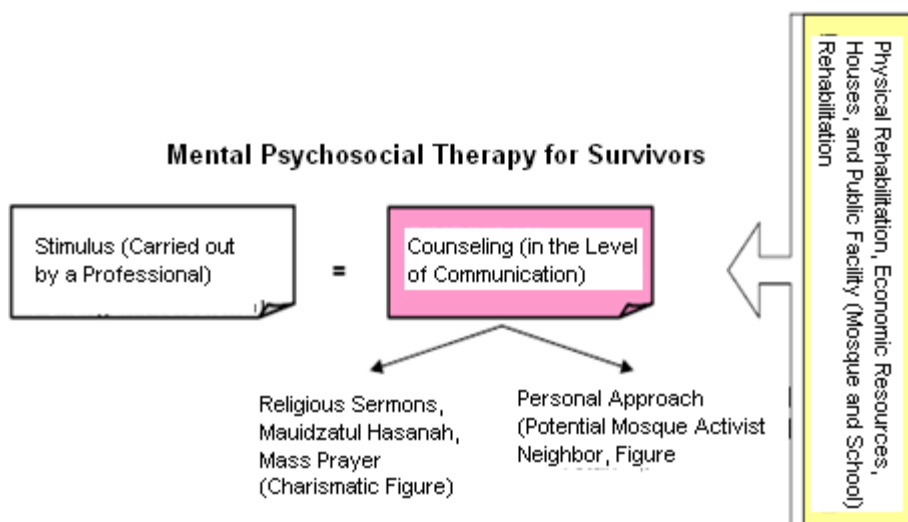 Mental Psychosocial Therapy for Survivors
Stimulus (Carried out
by a Professional)
=
Counseling (in the Level
of Communication)
Religious Sermons,
Mauidzatul Hasanah,
Mass Prayer
(Charismatic Figure)
Personal Approach
(Potential Mosque Activist
Neighbor, Figure
Physical Rehabilitation, Economic Resources,
Houses, and Public Facility (Mosque and School)
!Rehabilitation